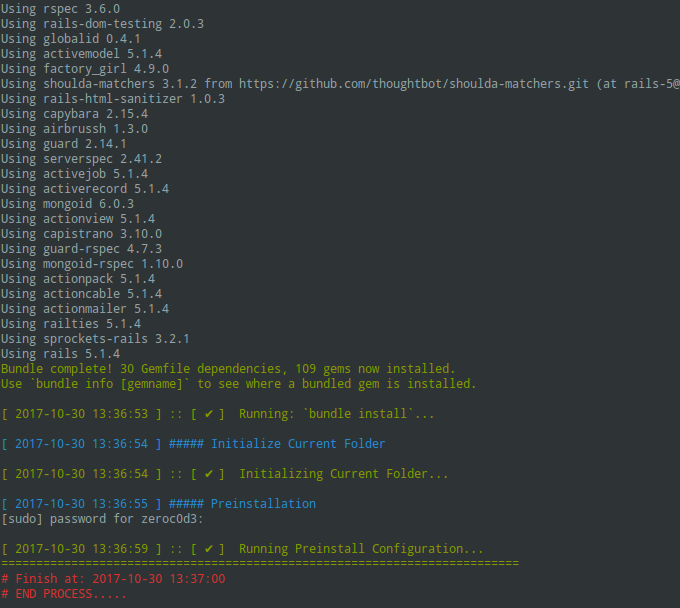 Using rspec 3.6.0
Using rails-dom-testing 2.0.3
Using globalid 0.4.1
Using activemodel 5.1.4
Using factory_girl 4.9.0
Using shoulda-matchers 3.1.2 from https://github.com/thoughtbot/shoulda-matchers.git (at rails-5@
Using rails-html-sanitizer 1.0.3
Using capybara 2.15.4
Using airbrussh 1.3.0
Using guard 2.14.1
Using serverspec 2.41.2
Using activejob 5.1.4
Using activerecord 5.1.4
Using mongoid 6.0.3
Using actionview 5.1.4
Using capistrano 3.10.0
Using guard-rspec 4.7.3
Using mongoid-rspec 1.10.0
Using actionpack 5.1.4
Using actioncable 5.1.4
Using actionmailer 5.1.4
Using railties 5.1.4
Using sprockets-rails 3.2.1
Using rails 5.1.4
Bundle complete! 30 Gemfile dependencies, 109 gems now installed.
Use `bundle info [gemname]` to see where a bundled gem is installed.
[ 2017-10-30 13:36:53 ] :: [ ✔ ]  Running: `bundle install`...
[ 2017-10-30 13:36:54 ] ##### Initialize Current Folder
[ 2017-10-30 13:36:54 ] :: [ ✔ ]  Initializing Current Folder...
[ 2017-10-30 13:36:55 ] ##### Preinstallation
[sudo] password for zeroc0d3:
[ 2017-10-30 13:36:59 ] :: [ ✔ ]  Running Preinstall Configuration...
==========================================================================
# Finish at: 2017-10-30 13:37:00
# END PROCESS.....